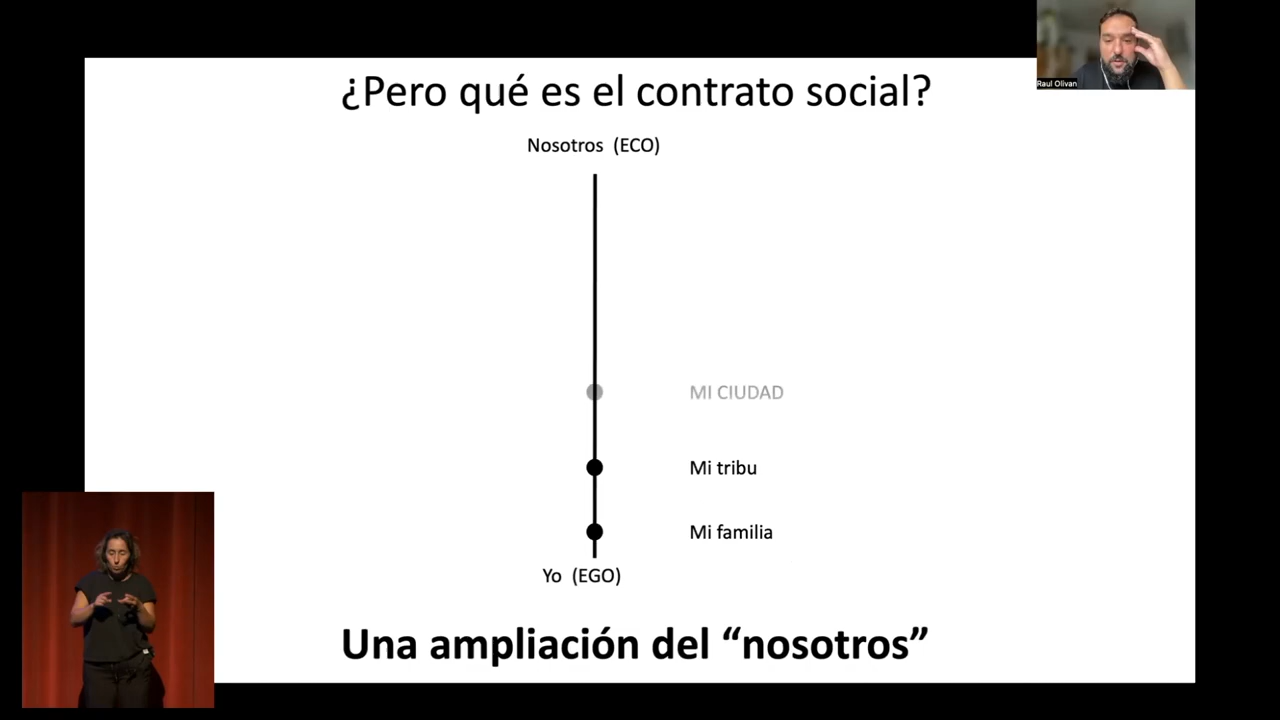 ¿Pero qué es el contrato social?
Raul Olivan
Nosotros (ECO)
MI CIUDAD
Mi tribu
Mi familia
Yo (EGO)
Una ampliación del “nosotros”